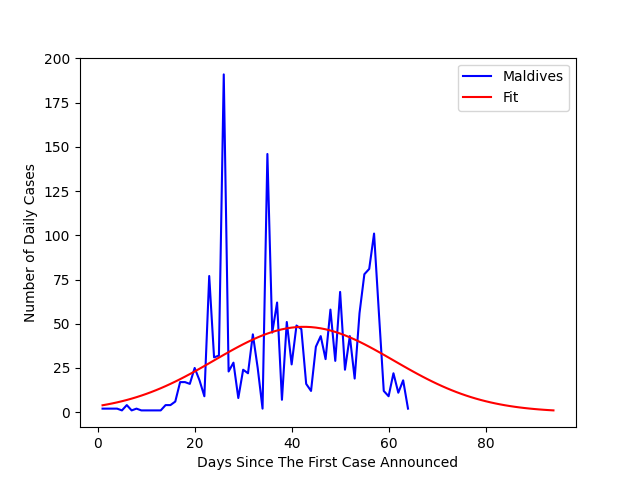 200
175
150
125
100
75
50
25
0
Number of Daily Cases
Maldives
Fit
0 20 40 60 80
Days Since The First Case Announced